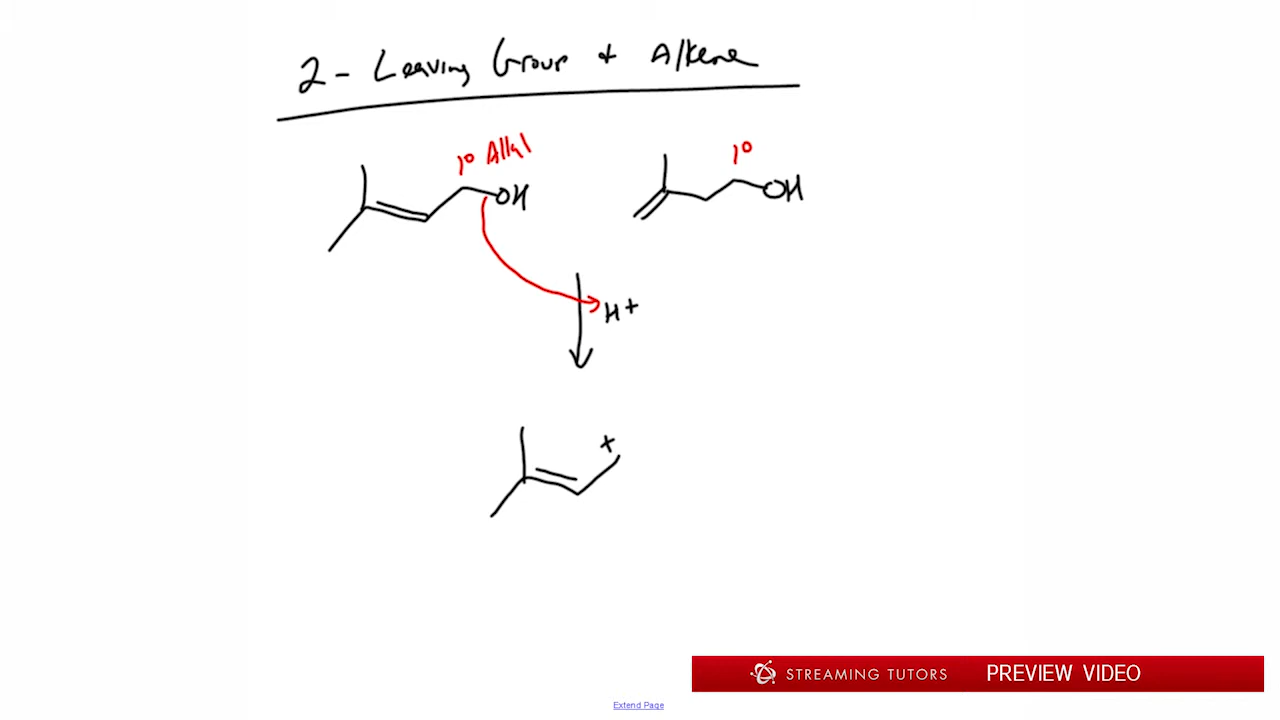 2 - Leaving Group + Alkene
1° Allyl
1°
OH
OH
H+
+
STREAMING TUTORS PREVIEW VIDEO
Extend Page